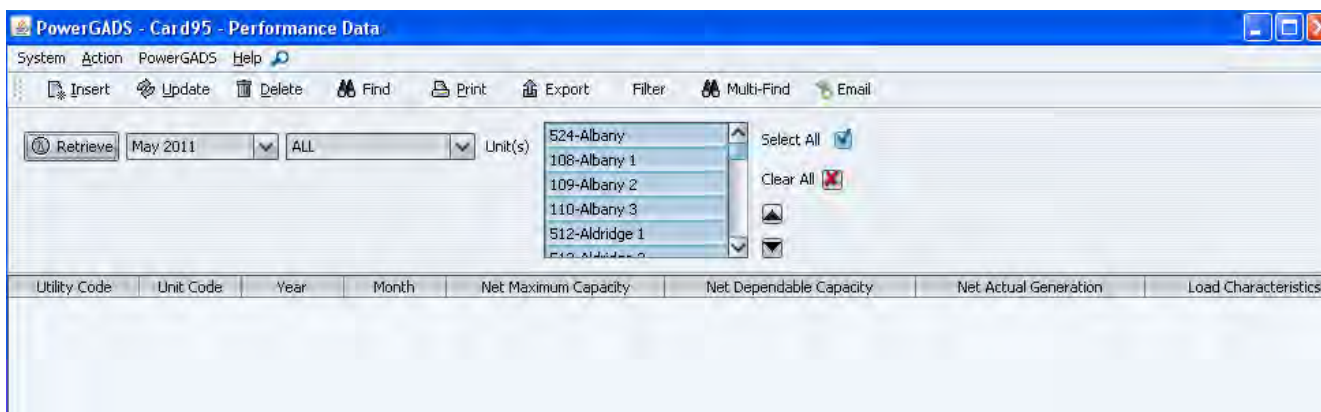 PowerGADS - Card95 - Performance Data
System Action PowerGADS Help
Insert Update Delete Find Print Export Filter Multi-Find Email
Retrieve May 2011 ALL Unit(s)
524-Albany
108-Albany 1
109-Albany 2
110-Albany 3
512-Aldridge 1
Select All
Clear All
Utility Code Unit Code Year Month Net Maximum Capacity Net Dependable Capacity Net Actual Generation Load Characteristics